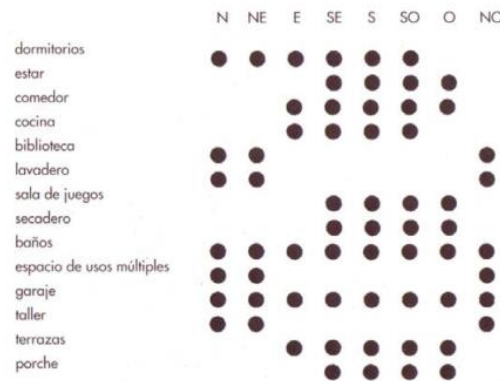 N NE E SE S SO O NO
dormitorios
estar
comedor
cocina
biblioteca
lavadero
sala de juegos
secadero
baños
espacio de usos múltiples
garaje
taller
terrazas
porche